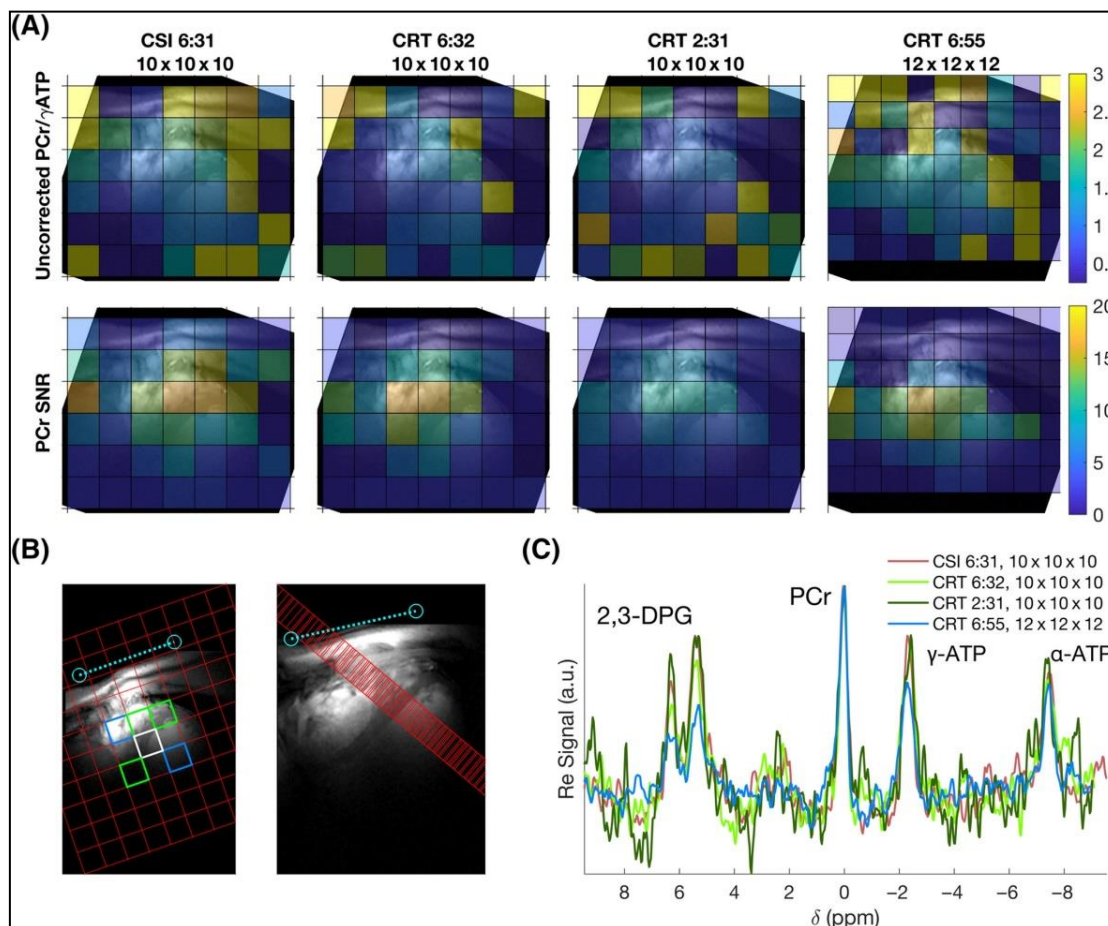 (A)
CSI 6:31
10 x 10 x 10
CRT 6:32
10 x 10 x 10
CRT 2:31
10 x 10 x 10
CRT 6:55
12 x 12 x 12
Uncorrected PCr/γATP
3
2.
2
1.
1
0.
PCr SNR
20
15
10
5
0
(B)
(C)
CSI 6:31, 10 x 10 x 10
CRT 6:32, 10 x 10 x 10
CRT 2:31, 10 x 10 x 10
CRT 6:55, 12 x 12 x 12
2,3-DPG
PCr
γ-ATP
α-ATP
Re Signal (a.u.)
8 6 4 2 0 −2 −4 −6 −8
δ (ppm)